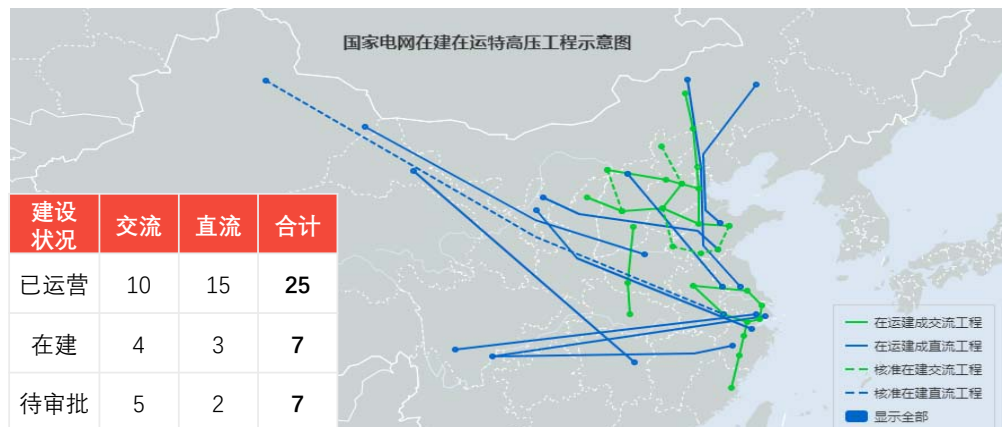 国家电网在建在运特高压工程示意图
建设状况 交流 直流 合计
已运营 10 15 25
在建 4 3 7
待审批 5 2 7
在运建成交流工程
在运建成直流工程
核准在建交流工程
核准在建直流工程
显示全部